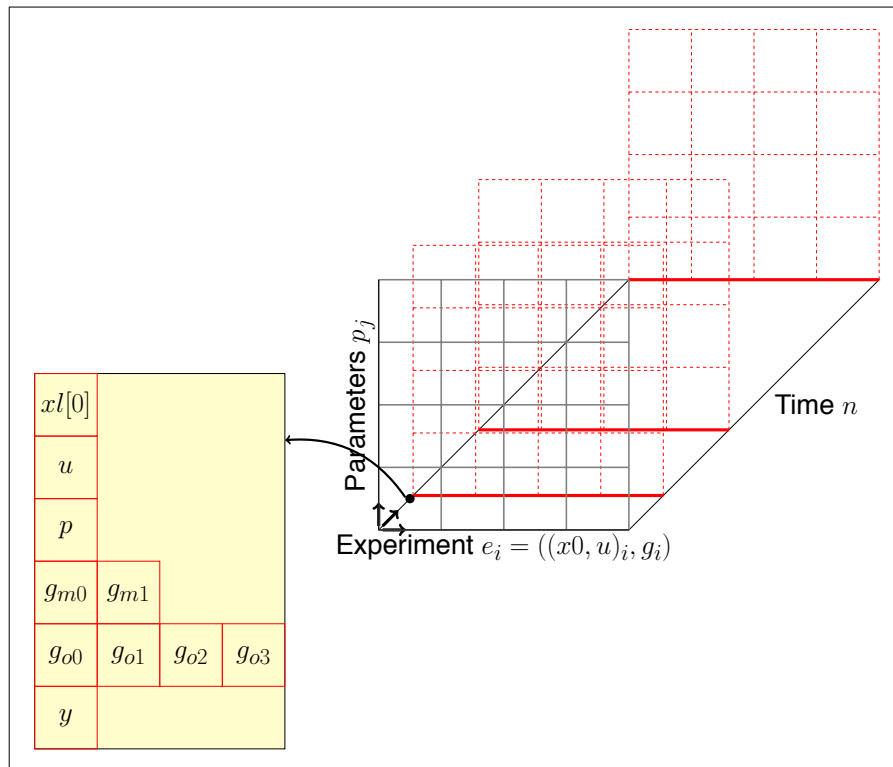 Parameters $p_j$
Time $n$
Experiment $e_i = ((x0, u)_i, g_i)$
$xl[0]$
$u$
$p$
$g_{m0}$ $g_{m1}$
$g_{o0}$ $g_{o1}$ $g_{o2}$ $g_{o3}$
$y$